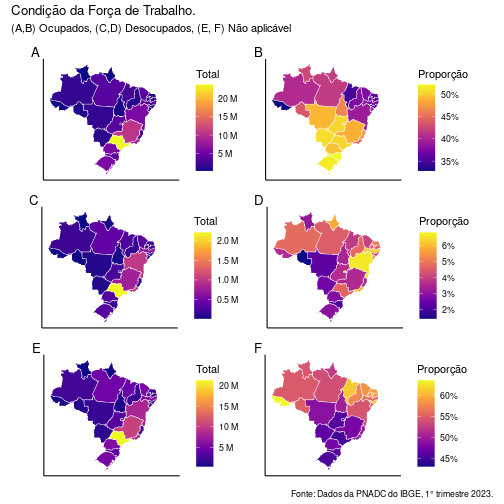 Condição da Força de Trabalho.
(A,B) Ocupados, (C,D) Desocupados, (E, F) Não aplicável
A
Total
20 M
15 M
10 M
5 M
B
Proporção
50%
45%
40%
35%
C
Total
2.0 M
1.5 M
1.0 M
0.5 M
D
Proporção
6%
5%
4%
3%
2%
E
Total
20 M
15 M
10 M
5 M
F
Proporção
60%
55%
50%
45%
Fonte: Dados da PNADC do IBGE, 1° trimestre 2023.